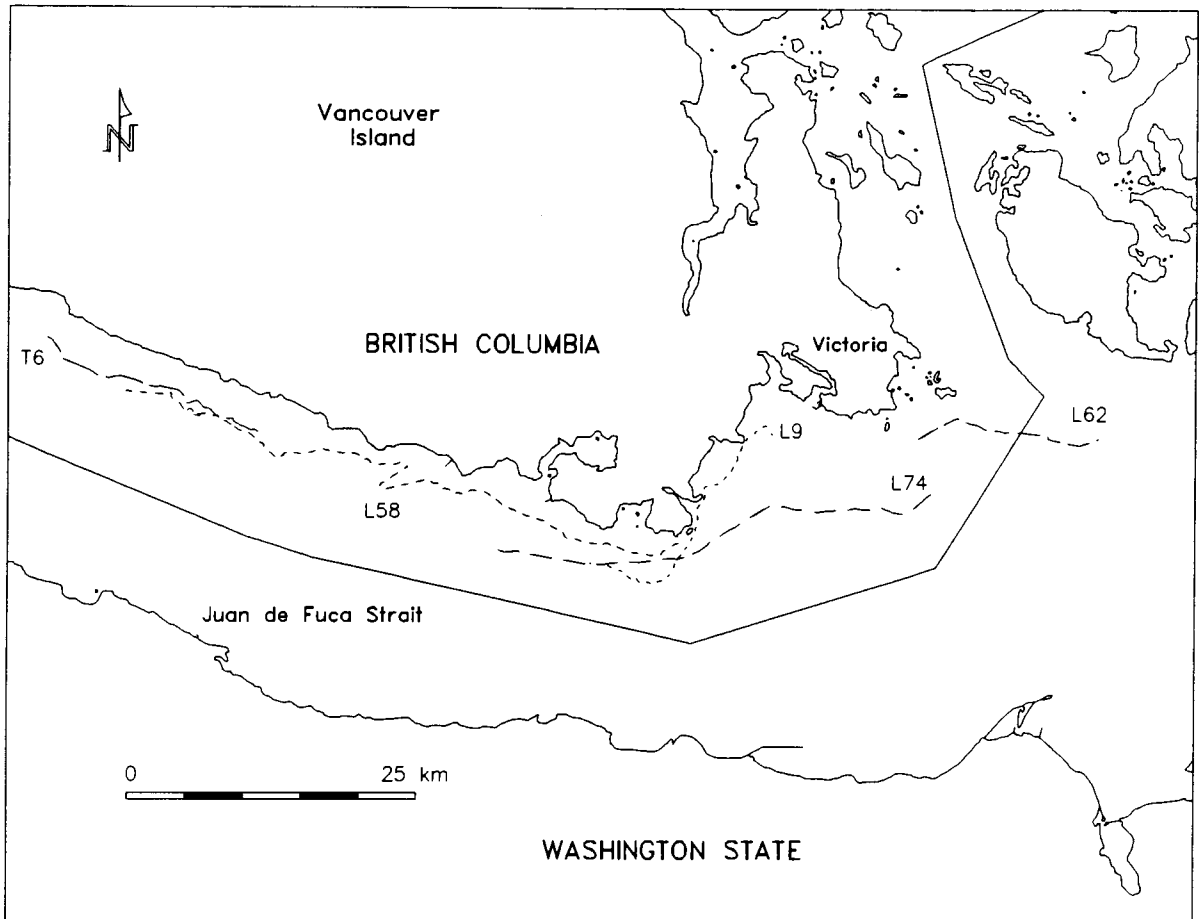 N
Vancouver
Island
BRITISH COLUMBIA
Victoria
T6
L9
L62
L74
L58
Juan de Fuca Strait
0 25 km
WASHINGTON STATE